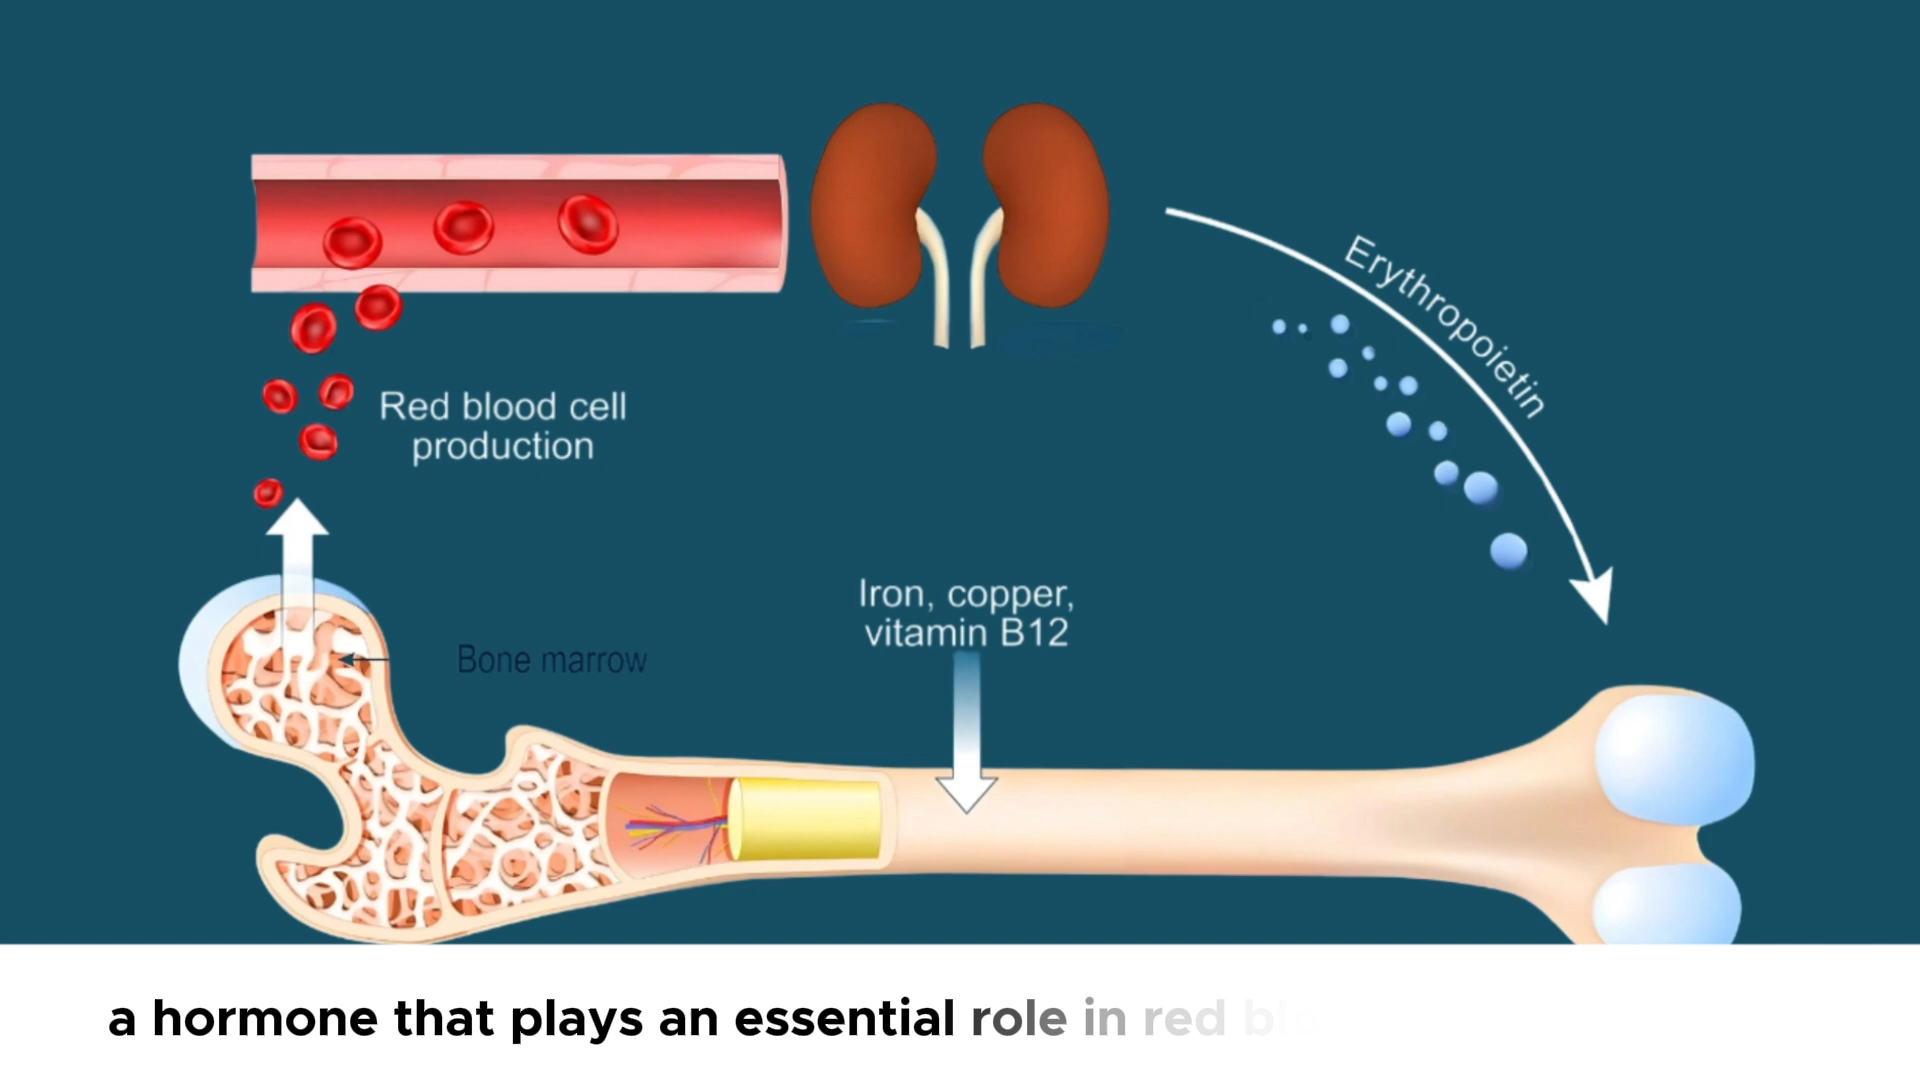 Erythropoietin
Red blood cell
production
Iron, copper,
vitamin B12
Bone marrow
a hormone that plays an essential role in red